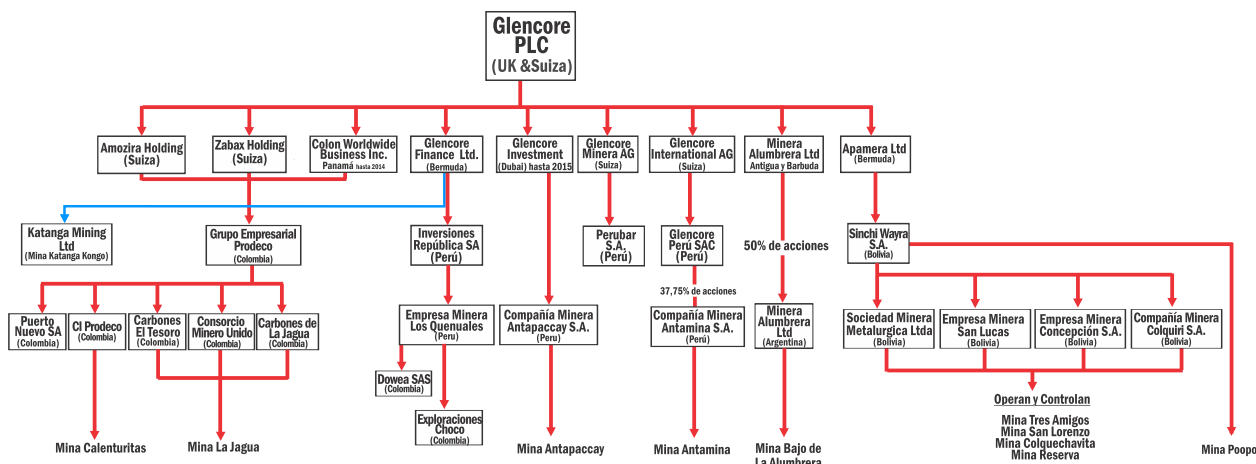 Glencore
PLC
(UK &Suiza)
Amozira Holding
(Suiza)
Zabax Holding
(Suiza)
Colon Worldwide
Business Inc.
Panamá hasta 2014
Glencore
Finance Ltd.
(Bermuda)
Glencore
Investment
(Dubai) hasta 2015
Glencore
Minera AG
(Suiza)
Glencore
International AG
(Suiza)
Minera
Alumbrera Ltd
Antigua y Barbuda
Apamera Ltd
(Bermuda)
Katanga Mining
Ltd
(Mina Katanga Kongo)
Grupo Empresarial
Prodeco
(Colombia)
Inversiones
República SA
(Perú)
Perubar
S.A.
(Perú)
Glencore
Perú SAC
(Perú)
50% de acciones
Sinchi Wayra
S.A.
(Bolivia)
37,75% de acciones
Puerto
Nuevo SA
(Colombia)
CI Prodeco
(Colombia)
Carbones
El Tesoro
(Colombia)
Consorcio
Minero Unido
(Colombia)
Carbones de
La Jagua
(Colombia)
Empresa Minera
Los Quenuales
(Peru)
Compañía Minera
Antapaccay S.A.
(Peru)
Compañía Minera
Antamina S.A.
(Perú)
Minera
Alumbrera
Ltd
(Argentina)
Sociedad Minera
Metalurgica Ltda
(Bolivia)
Empresa Minera
San Lucas
(Bolivia)
Empresa Minera
Concepción S.A.
(Bolivia)
Compañía Minera
Colquiri S.A.
(Bolivia)
Dowea SAS
(Colombia)
Exploraciones
Choco
(Colombia)
Operan y Controlan
Mina Tres Amigos
Mina San Lorenzo
Mina Colquechavita
Mina Reserva
Mina Calenturitas
Mina La Jagua
Mina Antapaccay
Mina Antamina
Mina Bajo de
La Alumbrera
Mina Poopo